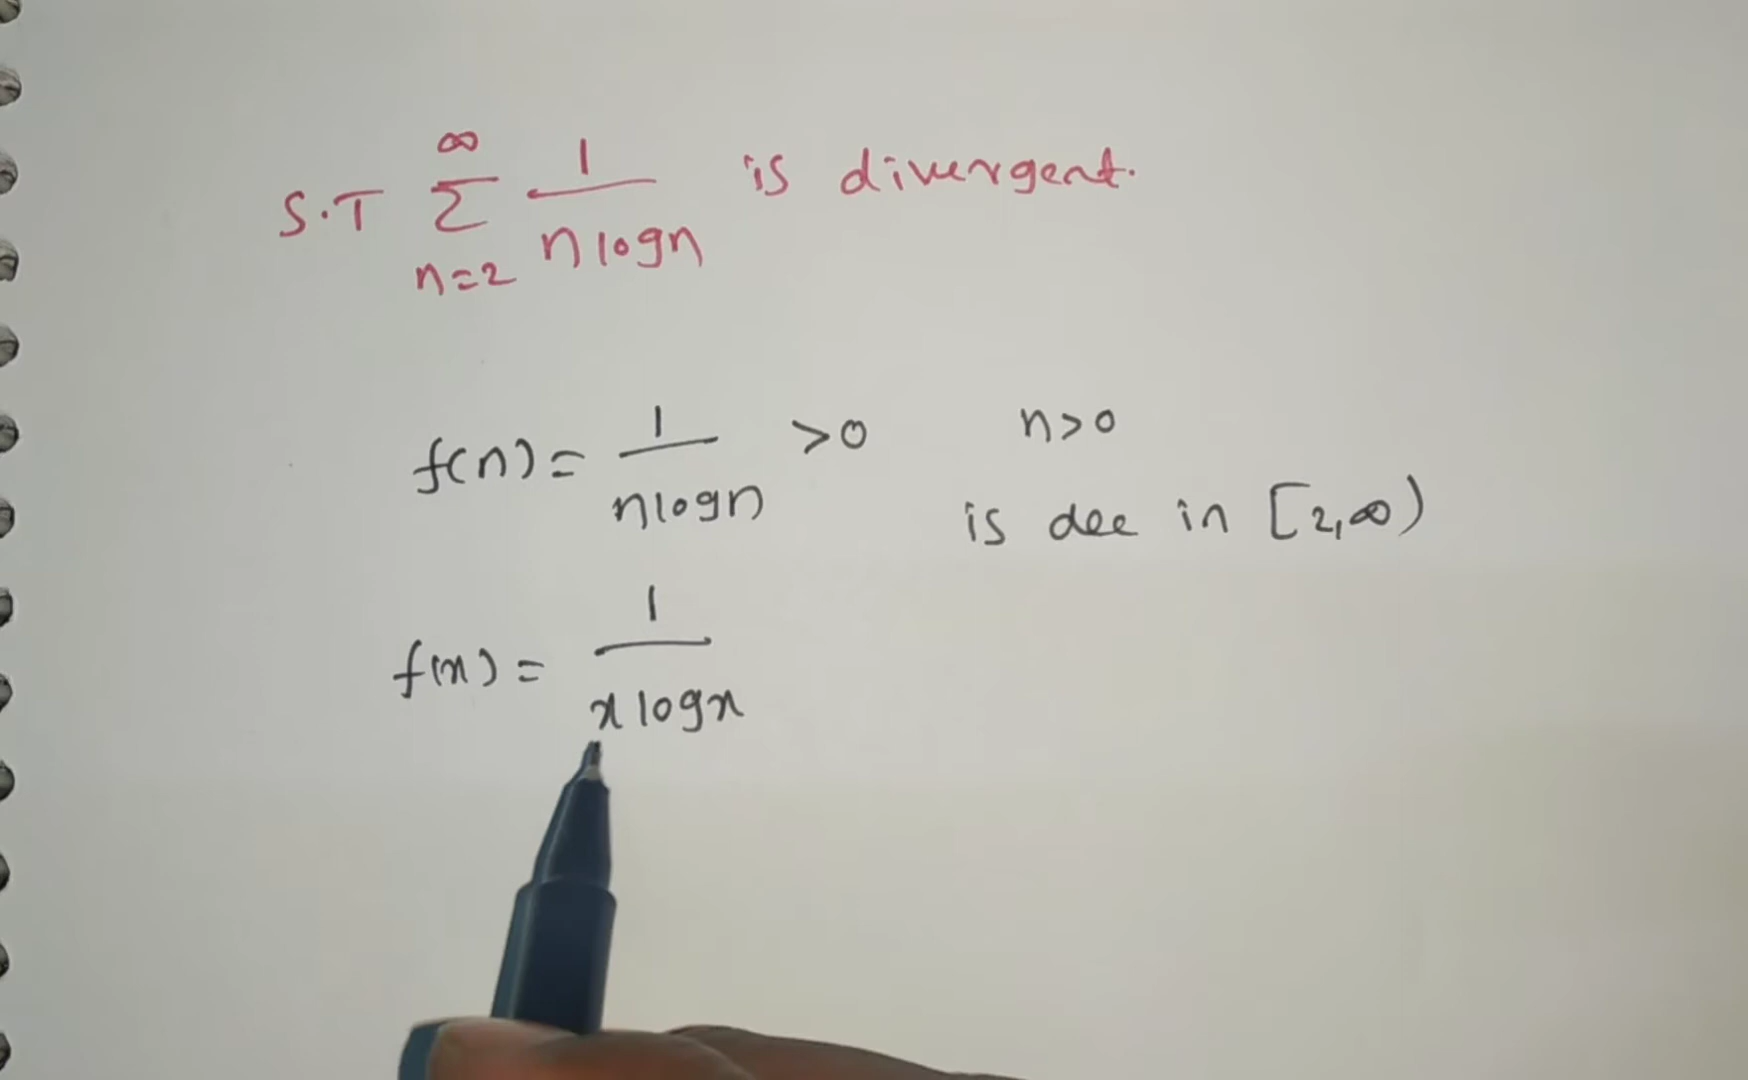 S.T ∞ Σ n=2 1/(n log n) is divergent.
f(n) = 1/(n log n) >0 n>0
is dec in [2,∞)
f(x) = 1/(x log x)